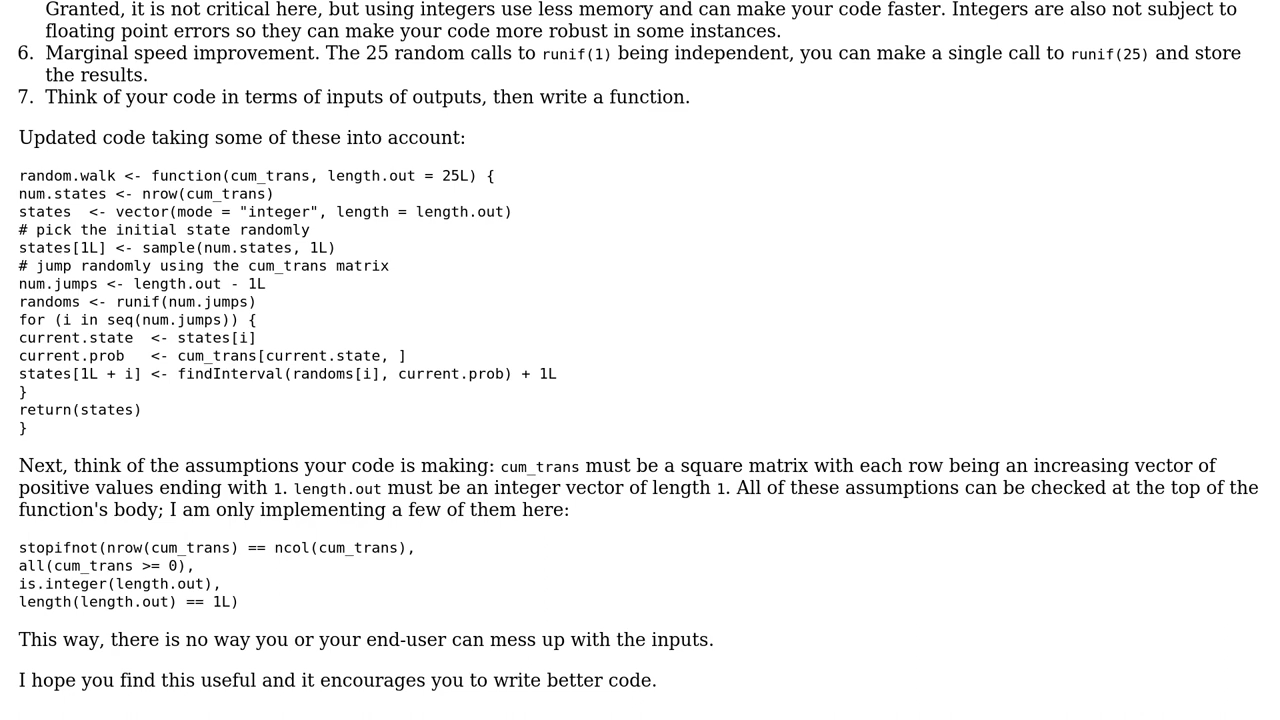 Granted, it is not critical here, but using integers use less memory and can make your code faster. Integers are also not subject to
floating point errors so they can make your code more robust in some instances.
6. Marginal speed improvement. The 25 random calls to runif(1) being independent, you can make a single call to runif(25) and store
the results.
7. Think of your code in terms of inputs of outputs, then write a function.
Updated code taking some of these into account:
random.walk <- function(cum_trans, length.out = 25L) {
num.states <- nrow(cum_trans)
states  <- vector(mode = "integer", length = length.out)
# pick the initial state randomly
states[1L] <- sample(num.states, 1L)
# jump randomly using the cum_trans matrix
num.jumps <- length.out - 1L
randoms <- runif(num.jumps)
for (i in seq(num.jumps)) {
current.state  <- states[i]
current.prob   <- cum_trans[current.state, ]
states[1L + i] <- findInterval(randoms[i], current.prob) + 1L
}
return(states)
}
Next, think of the assumptions your code is making: cum_trans must be a square matrix with each row being an increasing vector of
positive values ending with 1. length.out must be an integer vector of length 1. All of these assumptions can be checked at the top of the
function's body; I am only implementing a few of them here:
stopifnot(nrow(cum_trans) == ncol(cum_trans),
all(cum_trans >= 0),
is.integer(length.out),
length(length.out) == 1L)
This way, there is no way you or your end-user can mess up with the inputs.
I hope you find this useful and it encourages you to write better code.